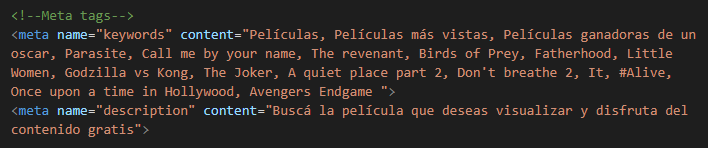 <!--Meta tags-->
<meta name="keywords" content="Películas, Películas más vistas, Películas ganadoras de un
oscar, Parasite, Call me by your name, The revenant, Birds of Prey, Fatherhood, Little
Women, Godzilla vs Kong, The Joker, A quiet place part 2, Don't breathe 2, It, #Alive,
Once upon a time in Hollywood, Avengers Endgame ">
<meta name="description" content="Buscá la película que deseas visualizar y disfruta del
contenido gratis">